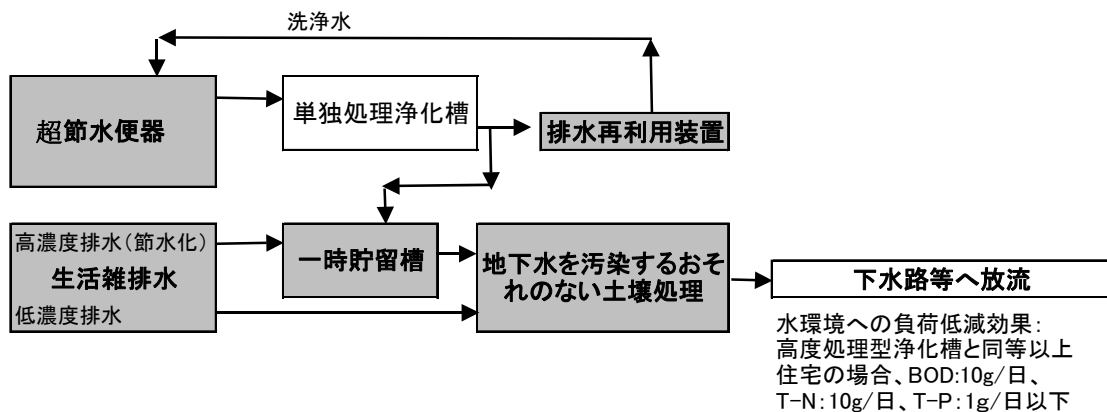 洗浄水
超節水便器
単独処理浄化槽
排水再利用装置
高濃度排水(節水化)
生活雑排水
低濃度排水
一時貯留槽
地下水を汚染するおそ
れのない土壌処理
下水路等へ放流
水環境への負荷低減効果:
高度処理型浄化槽と同等以上
住宅の場合、BOD:10g/日、
T-N:10g/日、T-P:1g/日以下